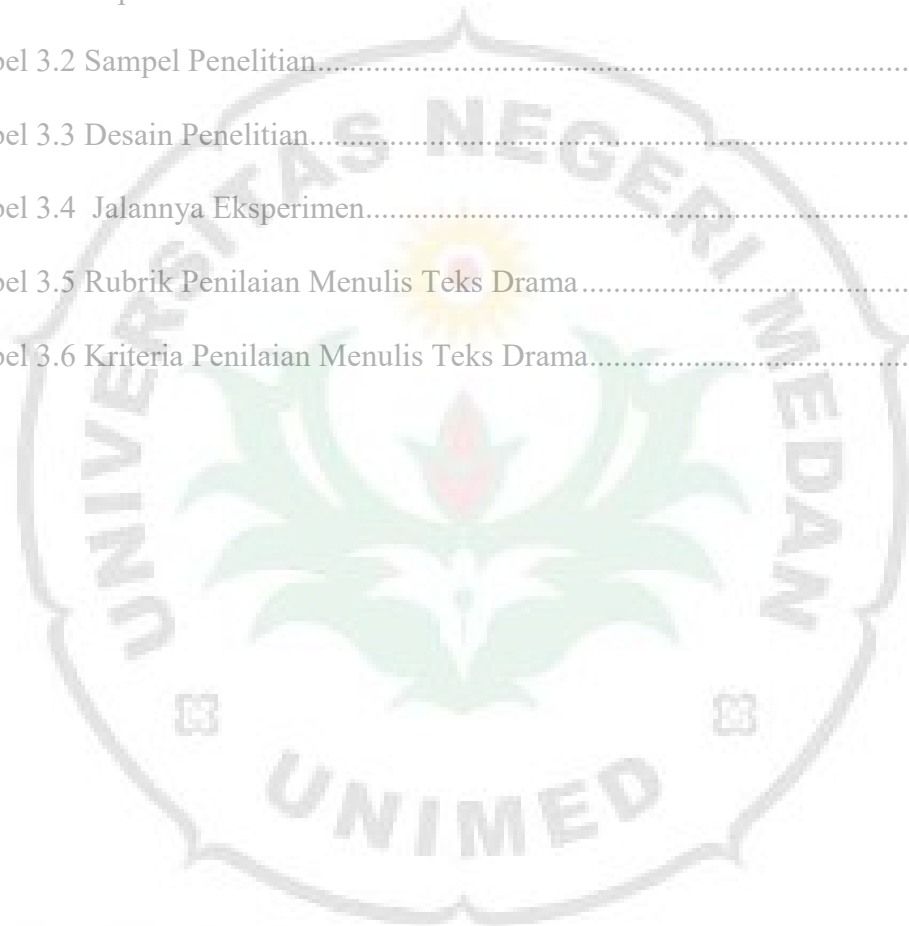 bel 3.2 Sampel Penelitian....................................................................
bel 3.3 Desain Penelitian.....................................................................
bel 3.4  Jalannya Eksperimen..............................................................
bel 3.5 Rubrik Penilaian Menulis Teks Drama.....................................
bel 3.6 Kriteria Penilaian Menulis Teks Drama....................................
UNIVERSITAS NEGERI MEDAN
UNIMED